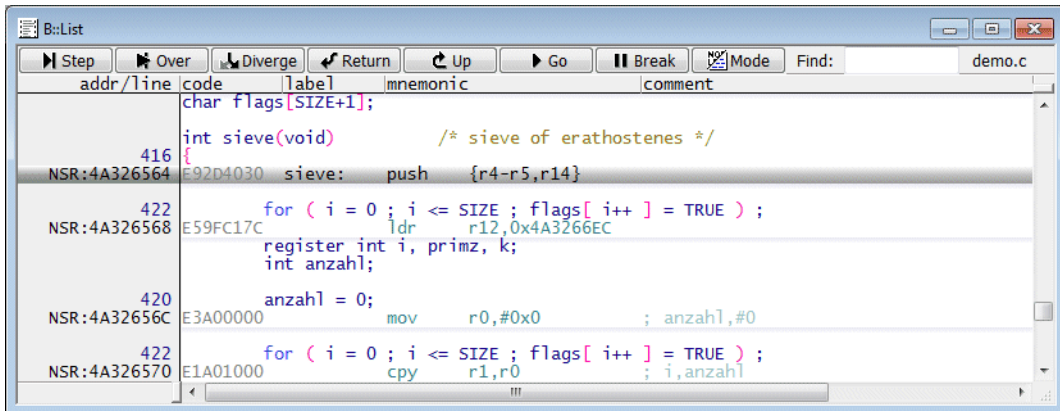 B::List
Step Over Diverge Return Up Go Break Mode Find: demo.c
addr/line code label mnemonic comment
char flags[SIZE+1];
int sieve(void) /* sieve of erathostenes */
416 {
NSR:4A326564 E92D4030 sieve: push {r4-r5,r14}
422 for ( i = 0 ; i <= SIZE ; flags[ i++ ] = TRUE ) ;
NSR:4A326568 E59FC17C ldr r12,0x4A3266EC
register int i, primz, k;
int anzahl;
420 anzahl = 0;
NSR:4A32656C E3A00000 mov r0,#0x0 ; anzahl,#0
422 for ( i = 0 ; i <= SIZE ; flags[ i++ ] = TRUE ) ;
NSR:4A326570 E1A01000 cpy r1,r0 ; i,anzahl